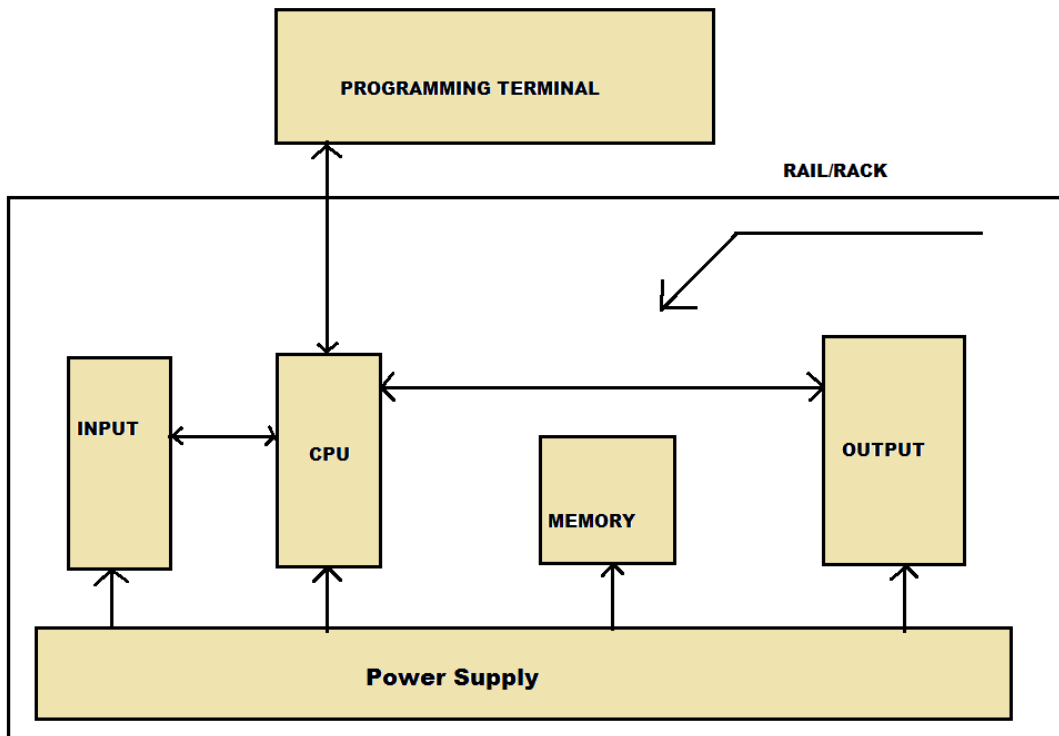 PROGRAMMING TERMINAL
RAIL/RACK
INPUT
CPU
OUTPUT
MEMORY
Power Supply